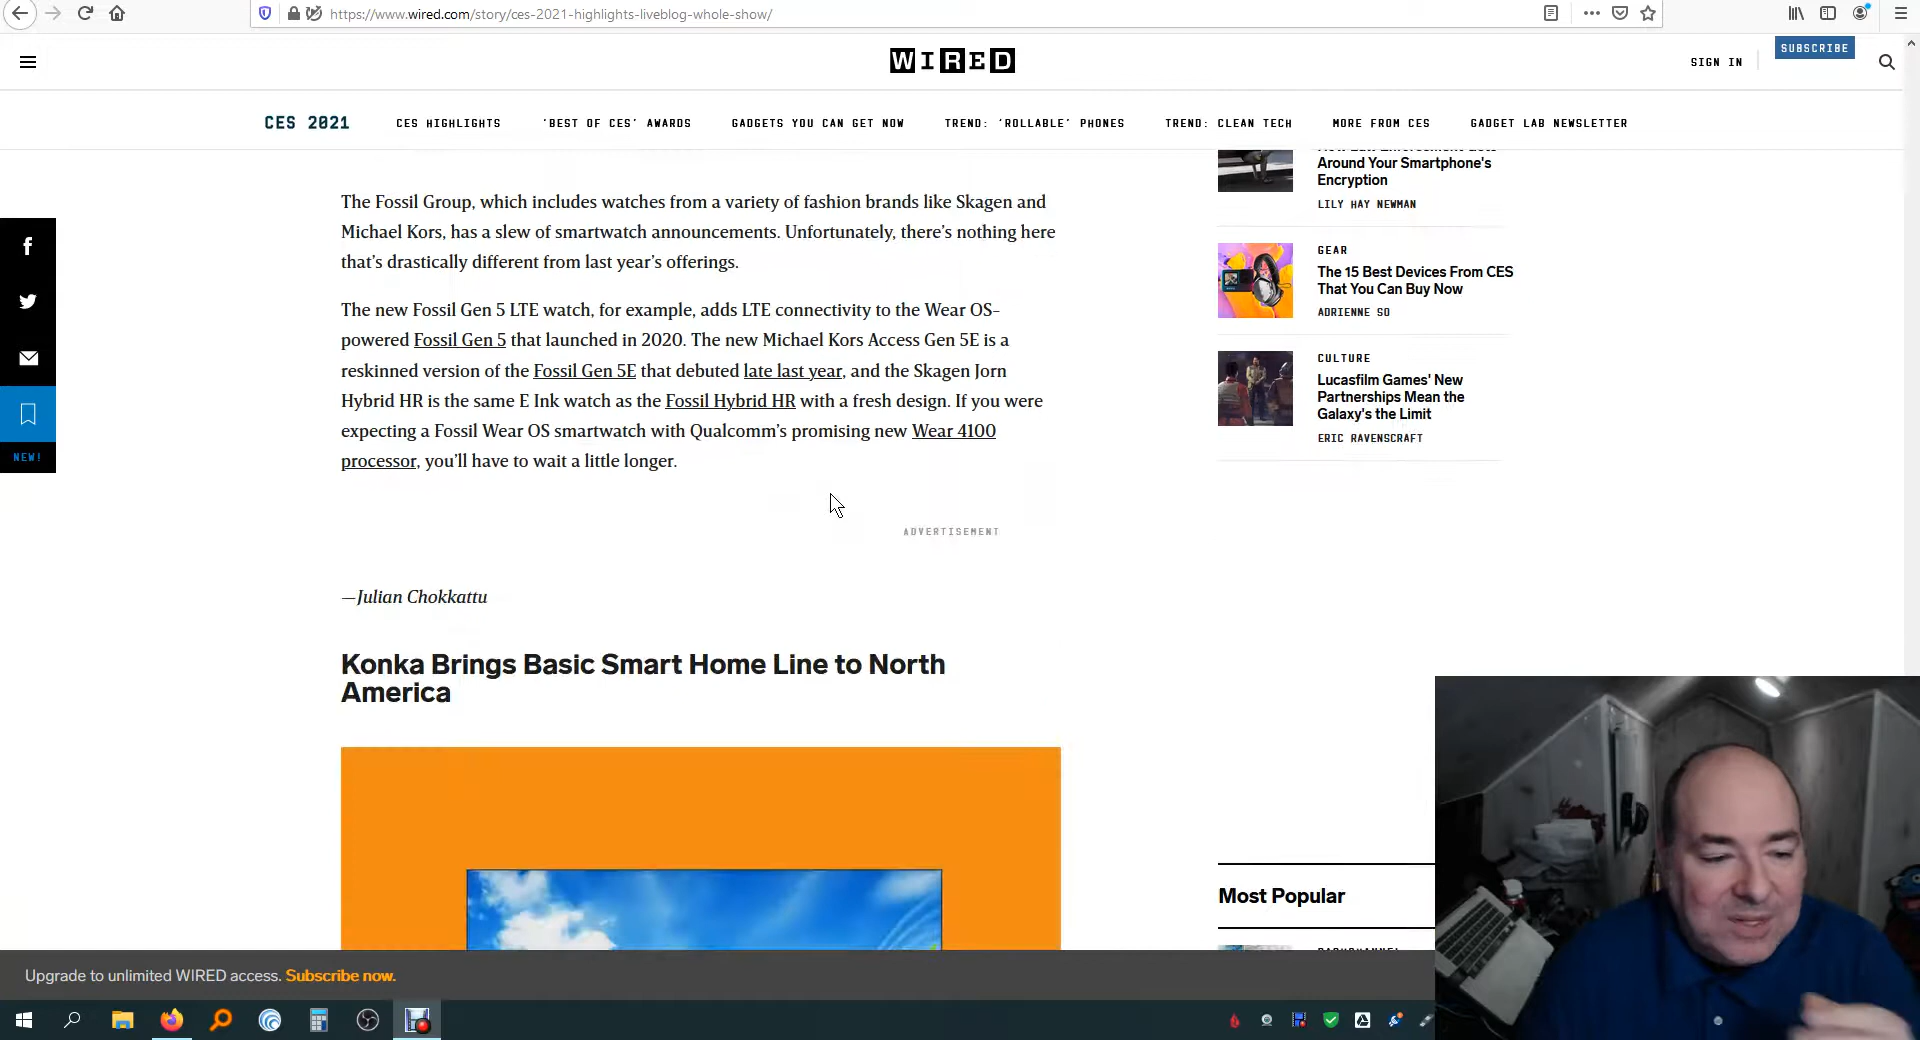 https://www.wired.com/story/ces-2021-highlights-liveblog-whole-show/
WIRED
SIGN IN
SUBSCRIBE
CES 2021
CES HIGHLIGHTS
'BEST OF CES' AWARDS
GADGETS YOU CAN GET NOW
TREND: 'ROLLABLE' PHONES
TREND: CLEAN TECH
MORE FROM CES
GADGET LAB NEWSLETTER
NEW!
The Fossil Group, which includes watches from a variety of fashion brands like Skagen and
Michael Kors, has a slew of smartwatch announcements. Unfortunately, there's nothing here
that's drastically different from last year's offerings.
The new Fossil Gen 5 LTE watch, for example, adds LTE connectivity to the Wear OS–
powered Fossil Gen 5 that launched in 2020. The new Michael Kors Access Gen 5E is a
reskinned version of the Fossil Gen 5E that debuted late last year, and the Skagen Jorn
Hybrid HR is the same E Ink watch as the Fossil Hybrid HR with a fresh design. If you were
expecting a Fossil Wear OS smartwatch with Qualcomm's promising new Wear 4100
processor, you'll have to wait a little longer.
ADVERTISEMENT
—Julian Chokkattu
Konka Brings Basic Smart Home Line to North
America
Around Your Smartphone's
Encryption
LILY HAY NEWMAN
GEAR
The 15 Best Devices From CES
That You Can Buy Now
ADRIENNE SO
CULTURE
Lucasfilm Games' New
Partnerships Mean the
Galaxy's the Limit
ERIC RAVENSCRAFT
Most Popular
Upgrade to unlimited WIRED access. Subscribe now.